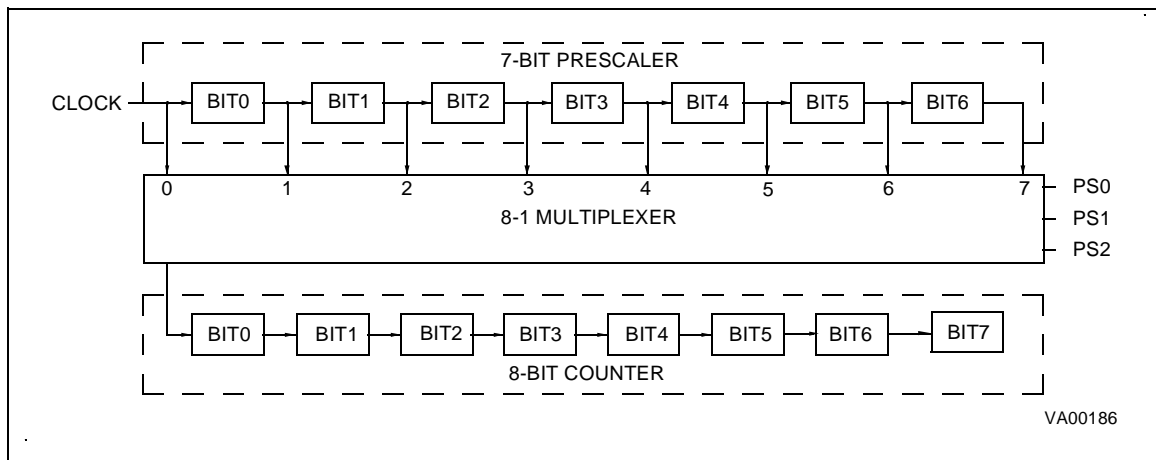 7-BIT PRESCALER
CLOCK BIT0 BIT1 BIT2 BIT3 BIT4 BIT5 BIT6
0 1 2 3 4 5 6 7 PS0
8-1 MULTIPLEXER PS1
PS2
BIT0 BIT1 BIT2 BIT3 BIT4 BIT5 BIT6 BIT7
8-BIT COUNTER
VA00186